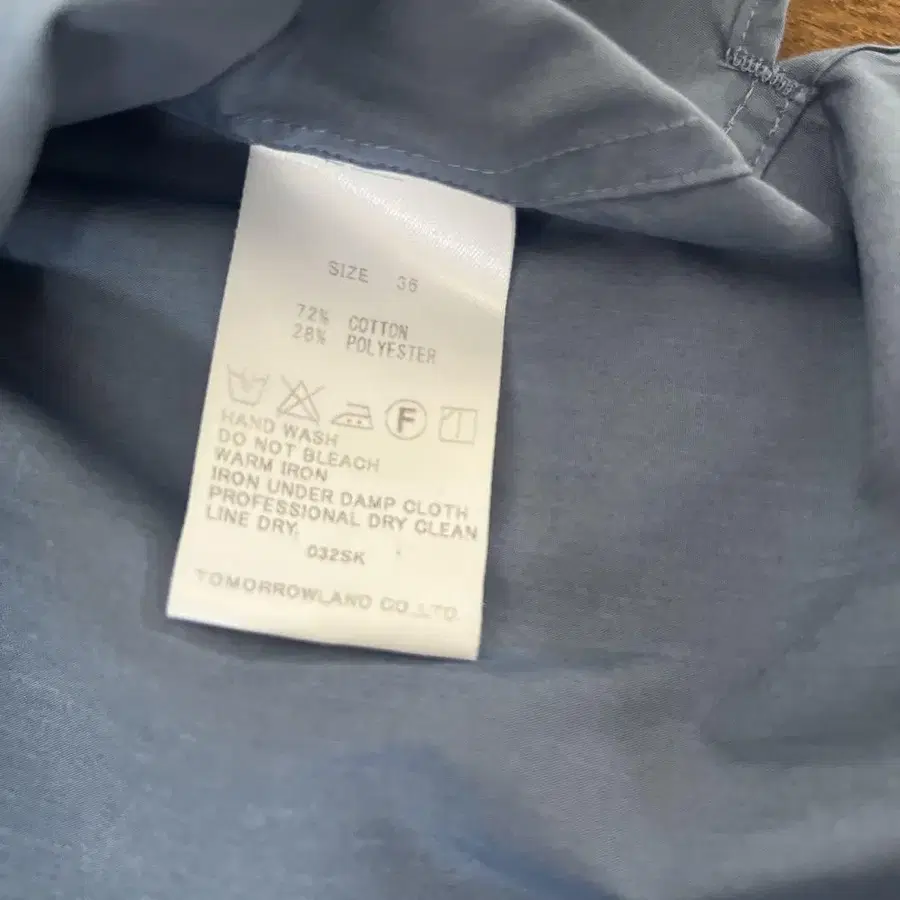 SIZE 36
72% COTTON
28% POLYESTER
F
HAND WASH
DO NOT BLEACH
WARM IRON
IRON UNDER DAMP CLOTH
PROFESSIONAL DRY CLEAN
LINE DRY.
032SK
TOMORROWLAND CO.,LTD.